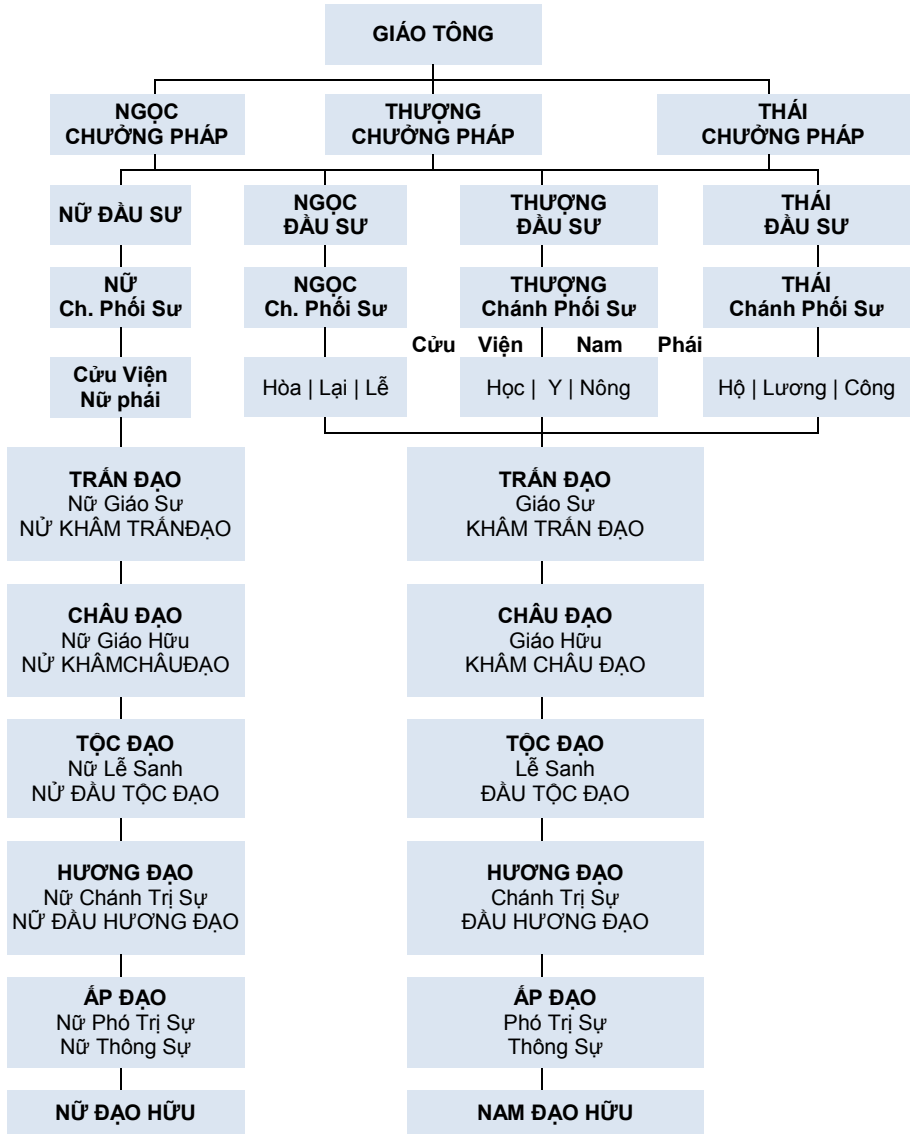 GIÁO TÔNG
NGỌC
CHƯỞNG PHÁP
THƯỢNG
CHƯỞNG PHÁP
THÁI
CHƯỞNG PHÁP
NỮ ĐẦU SƯ
NGỌC
ĐẦU SƯ
THƯỢNG
ĐẦU SƯ
THÁI
ĐẦU SƯ
NỮ
Ch. Phối Sư
NGỌC
Ch. Phối Sư
THƯỢNG
Chánh Phối Sư
THÁI
Chánh Phối Sư
Cửu Viện Nam Phái
Cửu Viện
Nữ phái
Hòa | Lại | Lễ
Học | Y | Nông
Hộ | Lương | Công
TRẤN ĐẠO
Nữ Giáo Sư
NỬ KHÂM TRẤNĐẠO
TRẤN ĐẠO
Giáo Sư
KHÂM TRẤN ĐẠO
CHÂU ĐẠO
Nữ Giáo Hữu
NỬ KHÂMCHÂUĐẠO
CHÂU ĐẠO
Giáo Hữu
KHÂM CHÂU ĐẠO
TỘC ĐẠO
Nữ Lễ Sanh
NỬ ĐẦU TỘC ĐẠO
TỘC ĐẠO
Lễ Sanh
ĐẦU TỘC ĐẠO
HƯƠNG ĐẠO
Nữ Chánh Trị Sự
NỮ ĐẦU HƯƠNG ĐẠO
HƯƠNG ĐẠO
Chánh Trị Sự
ĐẦU HƯƠNG ĐẠO
ẤP ĐẠO
Nữ Phó Trị Sự
Nữ Thông Sự
ẤP ĐẠO
Phó Trị Sự
Thông Sự
NỮ ĐẠO HỮU
NAM ĐẠO HỮU